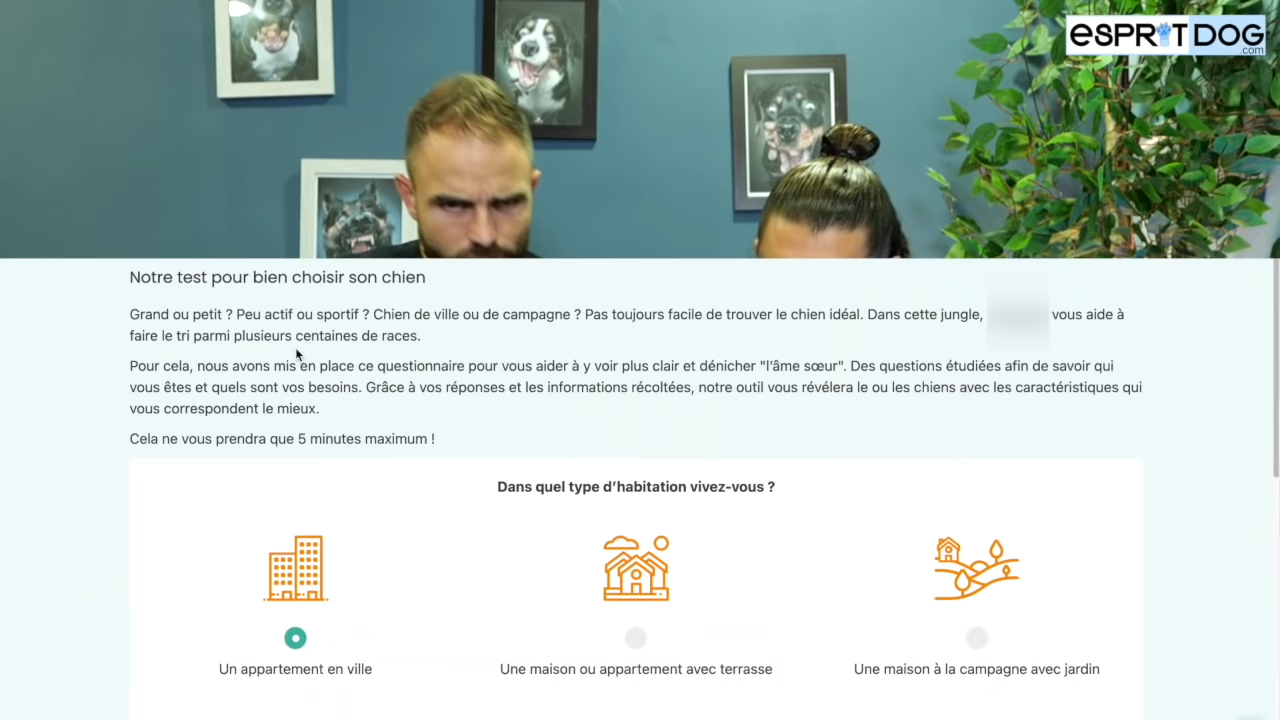 ESPRIT DOG
.com
Notre test pour bien choisir son chien
Grand ou petit ? Peu actif ou sportif ? Chien de ville ou de campagne ? Pas toujours facile de trouver le chien idéal. Dans cette jungle, vous aide à
faire le tri parmi plusieurs centaines de races.
Pour cela, nous avons mis en place ce questionnaire pour vous aider à y voir plus clair et dénicher "l'âme sœur". Des questions étudiées afin de savoir qui
vous êtes et quels sont vos besoins. Grâce à vos réponses et les informations récoltées, notre outil vous révélera le ou les chiens avec les caractéristiques qui
vous correspondent le mieux.
Cela ne vous prendra que 5 minutes maximum !
Dans quel type d'habitation vivez-vous ?
Un appartement en ville
Une maison ou appartement avec terrasse
Une maison à la campagne avec jardin